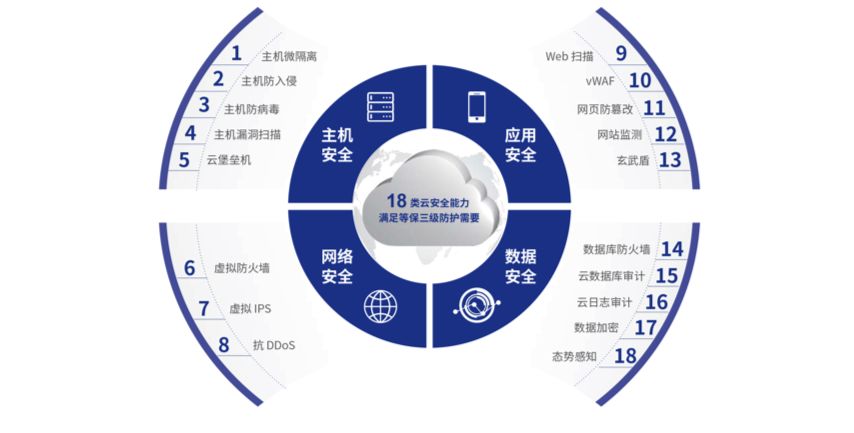 1 主机微隔离
2 主机防入侵
3 主机防病毒
4 主机漏洞扫描
5 云堡垒机
主机
安全
应用
安全
Web 扫描 9
vWAF 10
网页防篡改 11
网站监测 12
玄武盾 13
18 类云安全能力
满足等保三级防护需要
网络
安全
数据
安全
6 虚拟防火墙
7 虚拟 IPS
8 抗 DDoS
数据库防火墙 14
云数据库审计 15
云日志审计 16
数据加密 17
态势感知 18